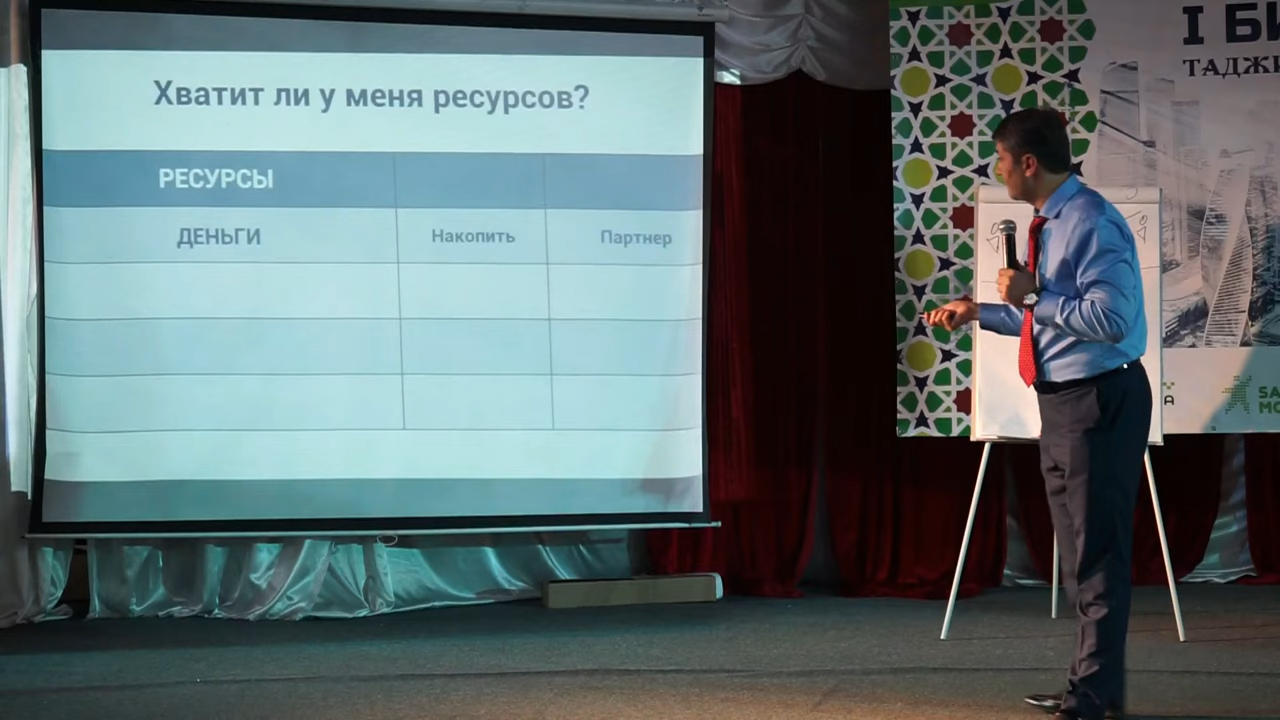 Хватит ли у меня ресурсов?
РЕСУРСЫ
ДЕНЬГИ Накопить Партнер
I БИ
ТАДЖИ
SA
MO